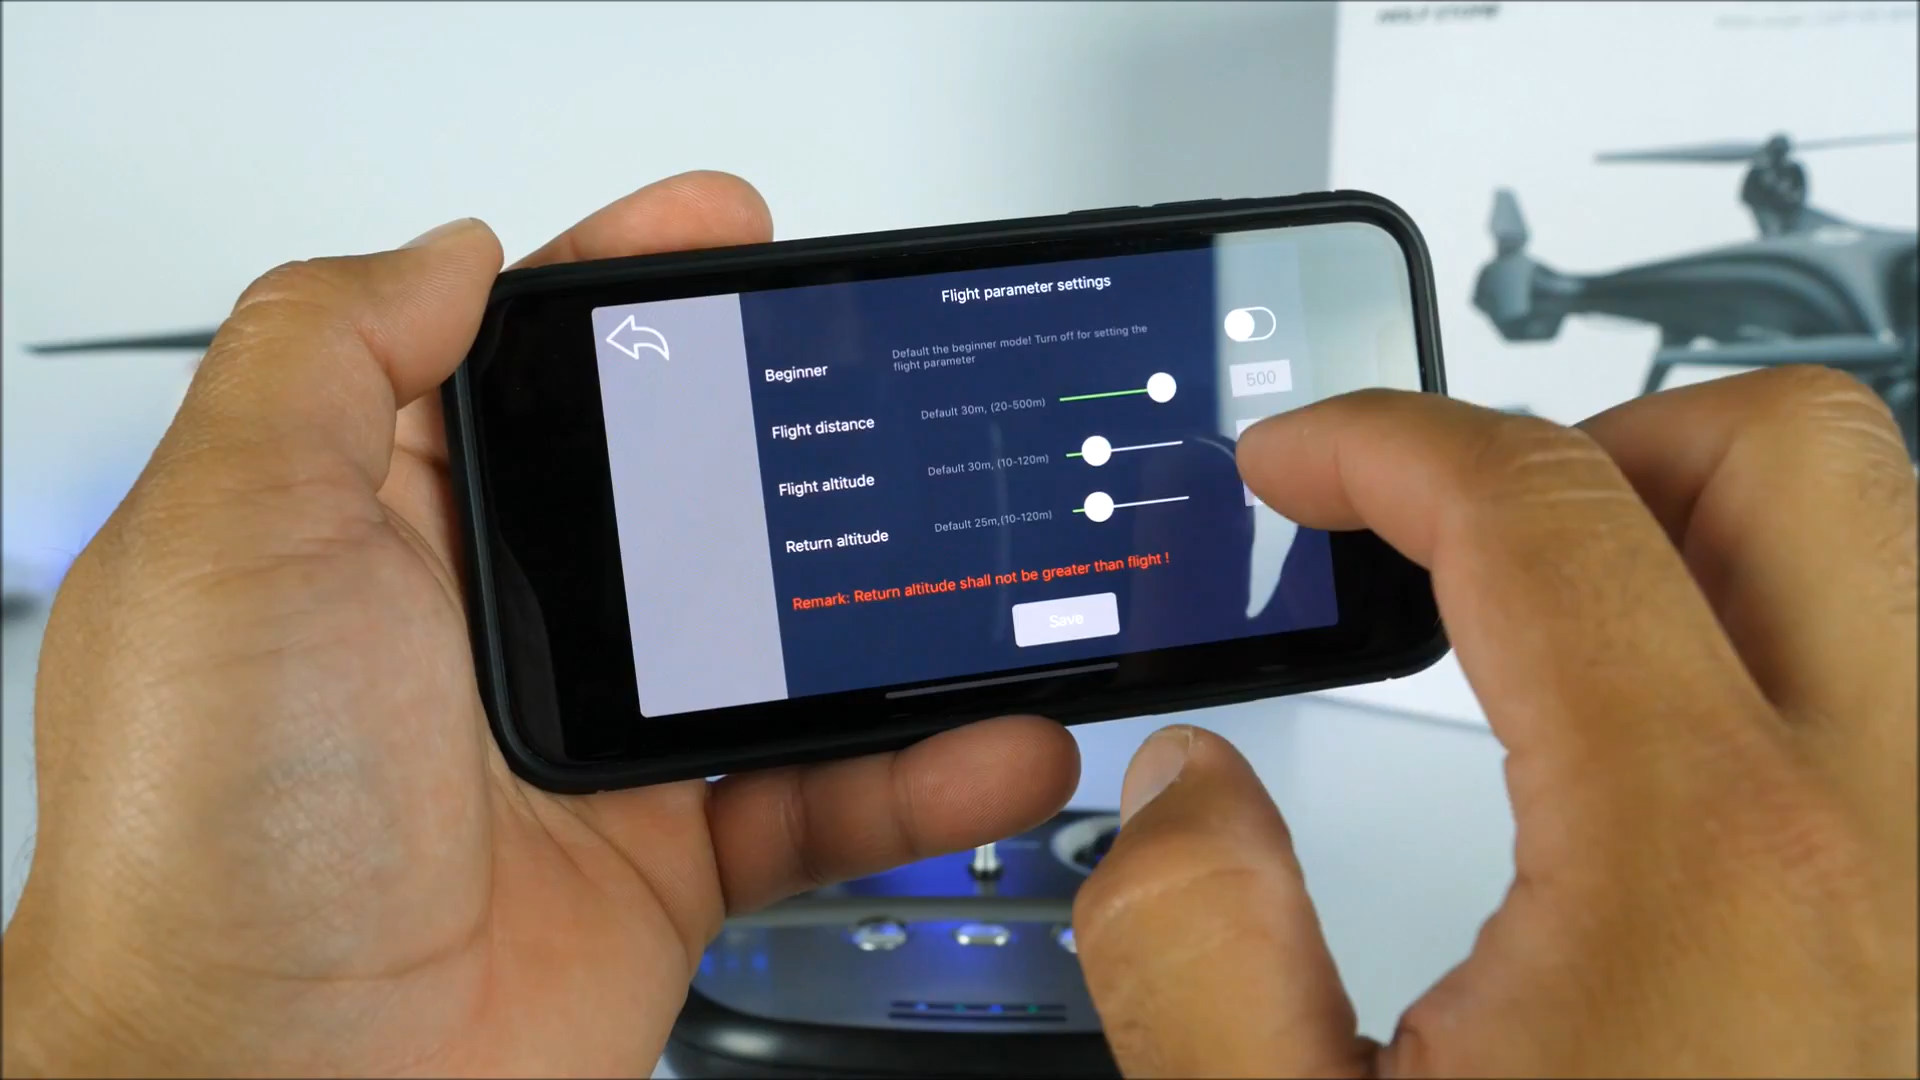 HOLY STONE
Flight parameter settings
Beginner
Default the beginner mode! Turn off for setting the
flight parameter
Flight distance
Default 30m, (20-500m)
500
Flight altitude
Default 30m, (10-120m)
Return altitude
Default 25m,(10-120m)
Remark: Return altitude shall not be greater than flight !
Save